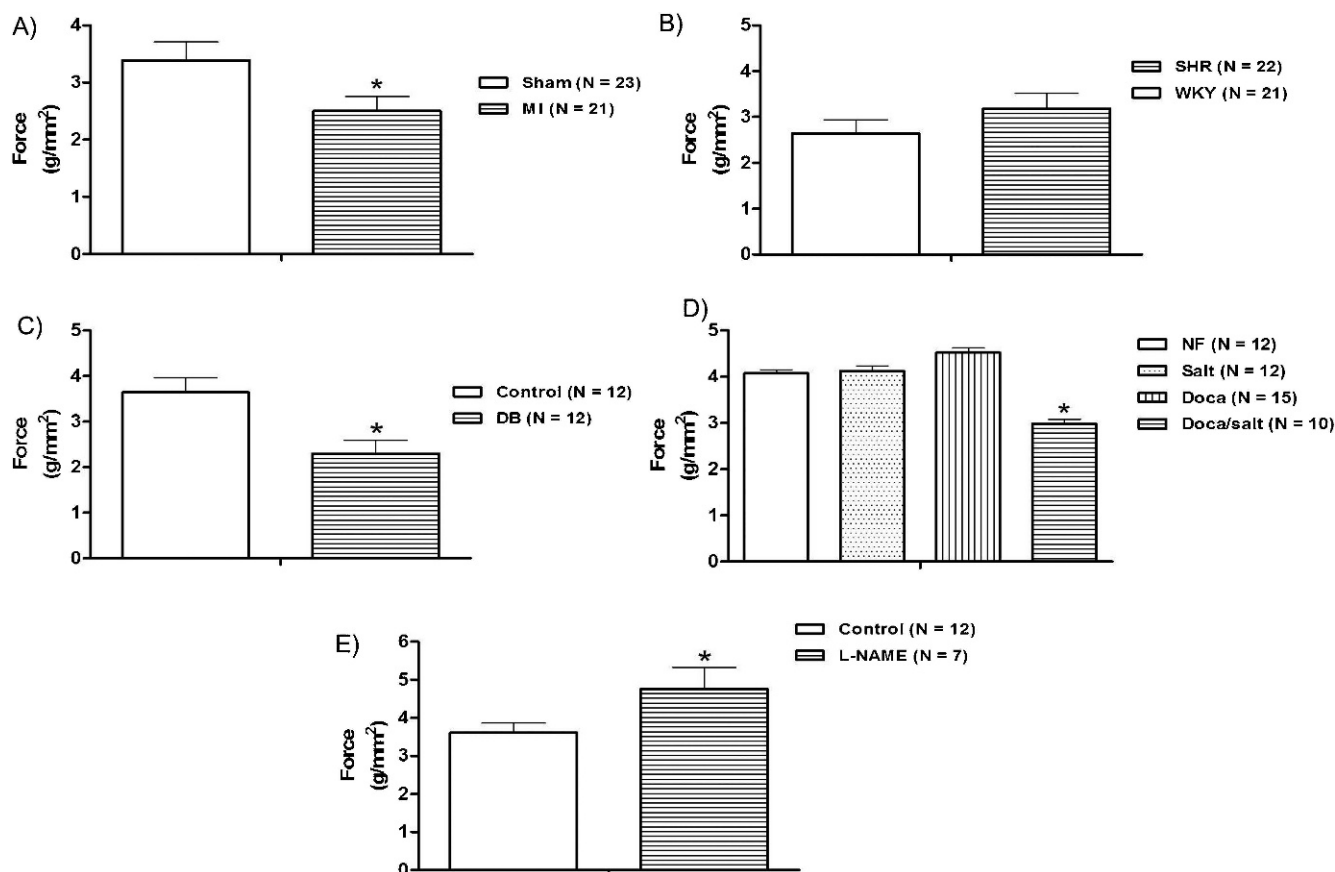 A)
4
3
2
1
0
Force
(g/mm²)
*
Sham (N = 23)
MI (N = 21)
B)
5
4
3
2
1
0
Force
(g/mm²)
SHR (N = 22)
WKY (N = 21)
C)
5
4
3
2
1
0
Force
(g/mm²)
*
Control (N = 12)
DB (N = 12)
D)
5
4
3
2
1
0
Force
(g/mm²)
*
NF (N = 12)
Salt (N = 12)
Doca (N = 15)
Doca/salt (N = 10)
E)
6
5
4
3
2
1
0
Force
(g/mm²)
*
Control (N = 12)
L-NAME (N = 7)